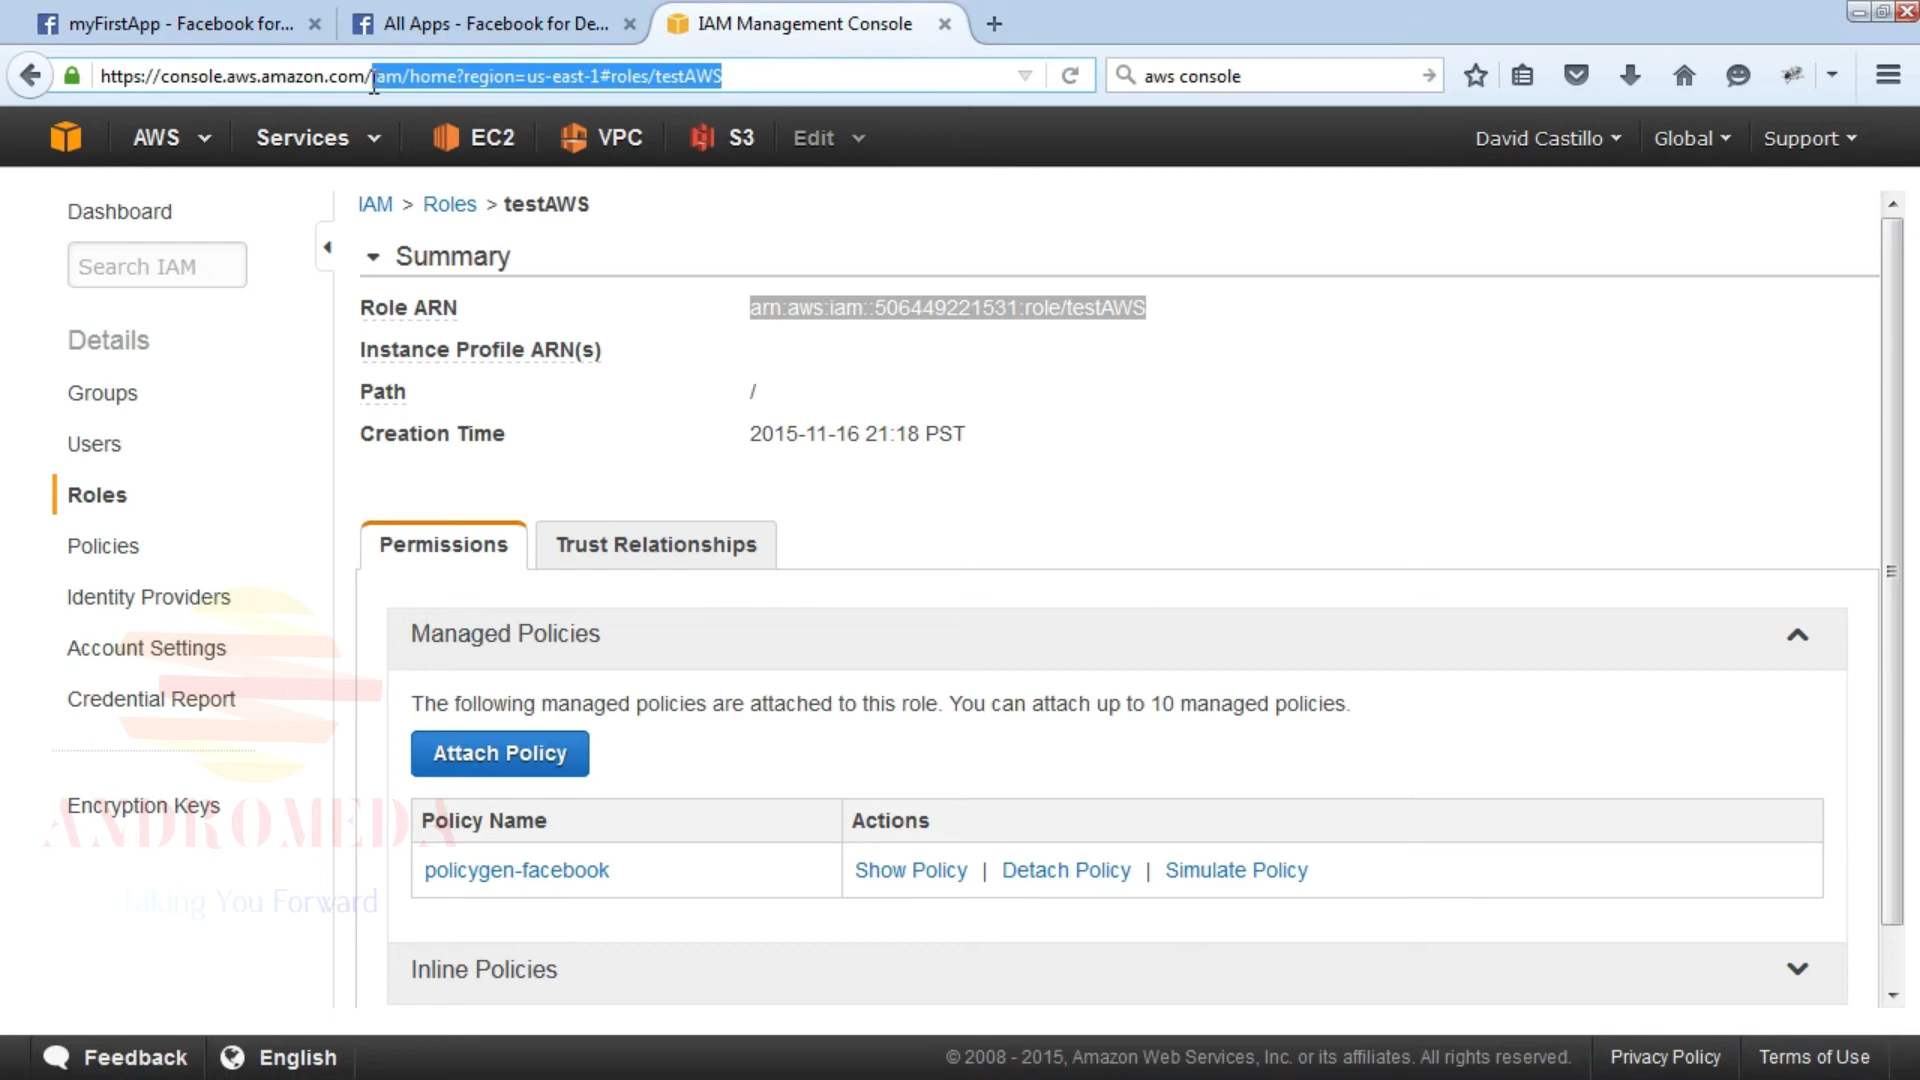 myFirstApp - Facebook for...
All Apps - Facebook for De...
IAM Management Console
https://console.aws.amazon.com/iam/home?region=us-east-1#roles/testAWS
aws console
AWS
Services
EC2
VPC
S3
Edit
David Castillo
Global
Support
Dashboard
Search IAM
Details
Groups
Users
Roles
Policies
Identity Providers
Account Settings
Credential Report
Encryption Keys
ANDROMEDA
Taking You Forward
IAM > Roles > testAWS
Summary
Role ARN arn:aws:iam::506449221531:role/testAWS
Instance Profile ARN(s)
Path /
Creation Time 2015-11-16 21:18 PST
Permissions
Trust Relationships
Managed Policies
The following managed policies are attached to this role. You can attach up to 10 managed policies.
Attach Policy
Policy Name Actions
policygen-facebook Show Policy | Detach Policy | Simulate Policy
Inline Policies
Feedback
English
© 2008 - 2015, Amazon Web Services, Inc. or its affiliates. All rights reserved.
Privacy Policy
Terms of Use